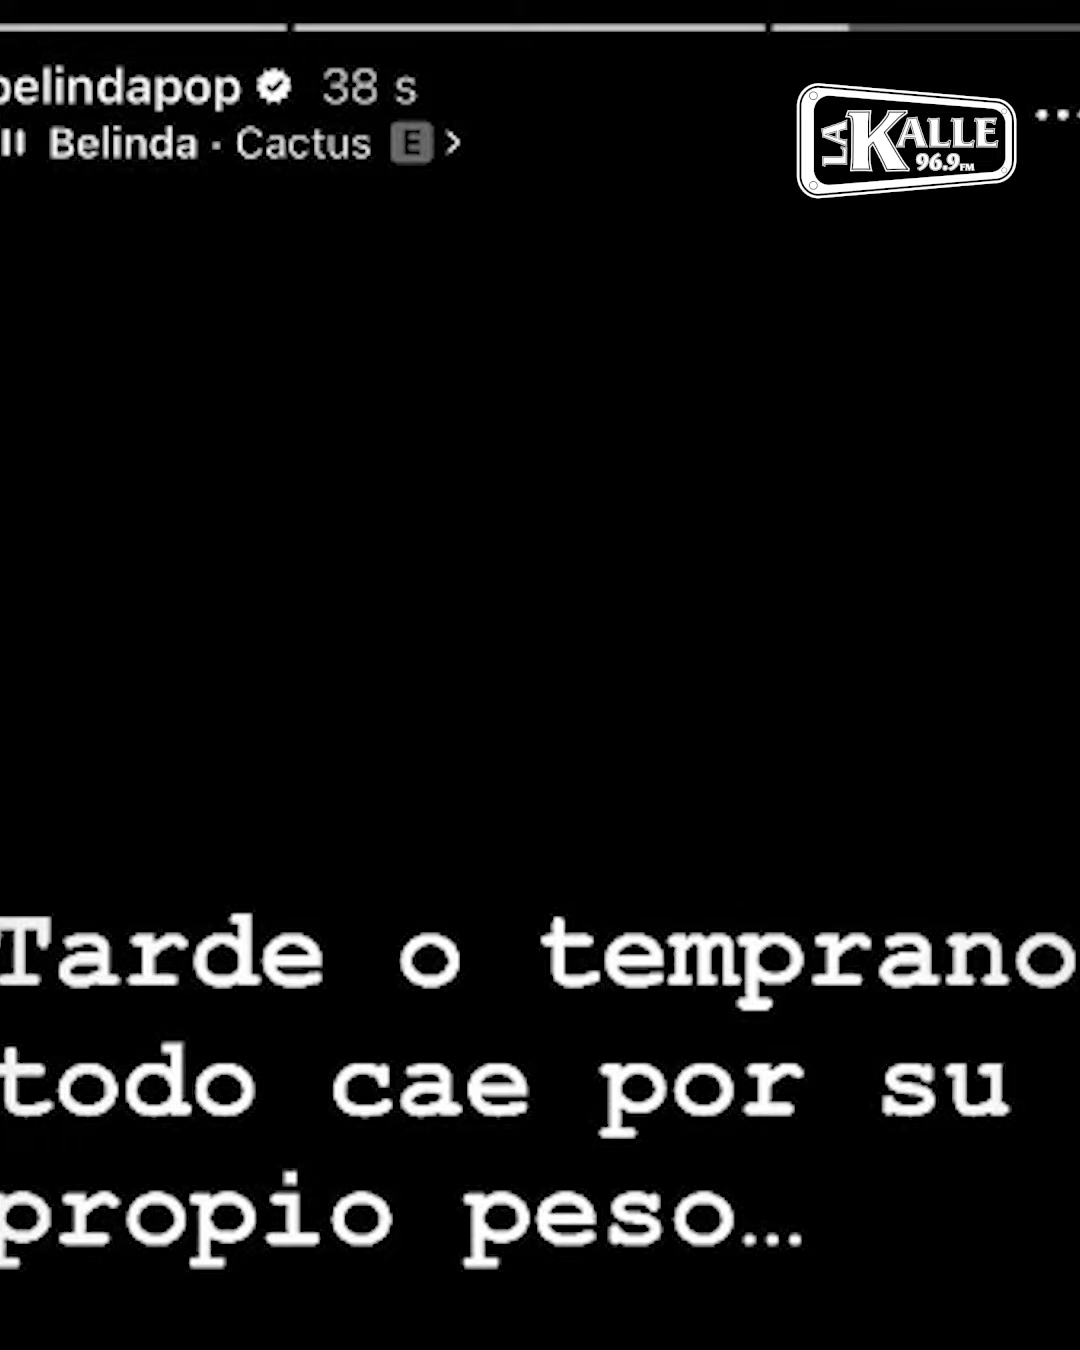 belindapop 38 s
Belinda · Cactus E >
LA KALLE
96.9 FM
Tarde o temprano
todo cae por su
propio peso...